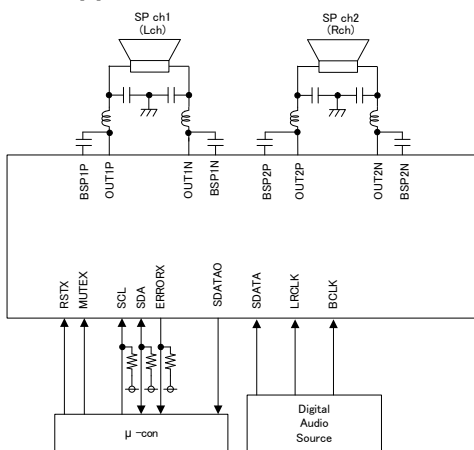 SP ch1
(Lch)
SP ch2
(Rch)
BSP1P
OUT1P
OUT1N
BSP1N
BSP2P
OUT2P
OUT2N
BSP2N
RSTX
MUTEX
SCL
SDA
ERRORX
SDATAO
SDATA
LRCLK
BCLK
μ-con
Digital
Audio
Source